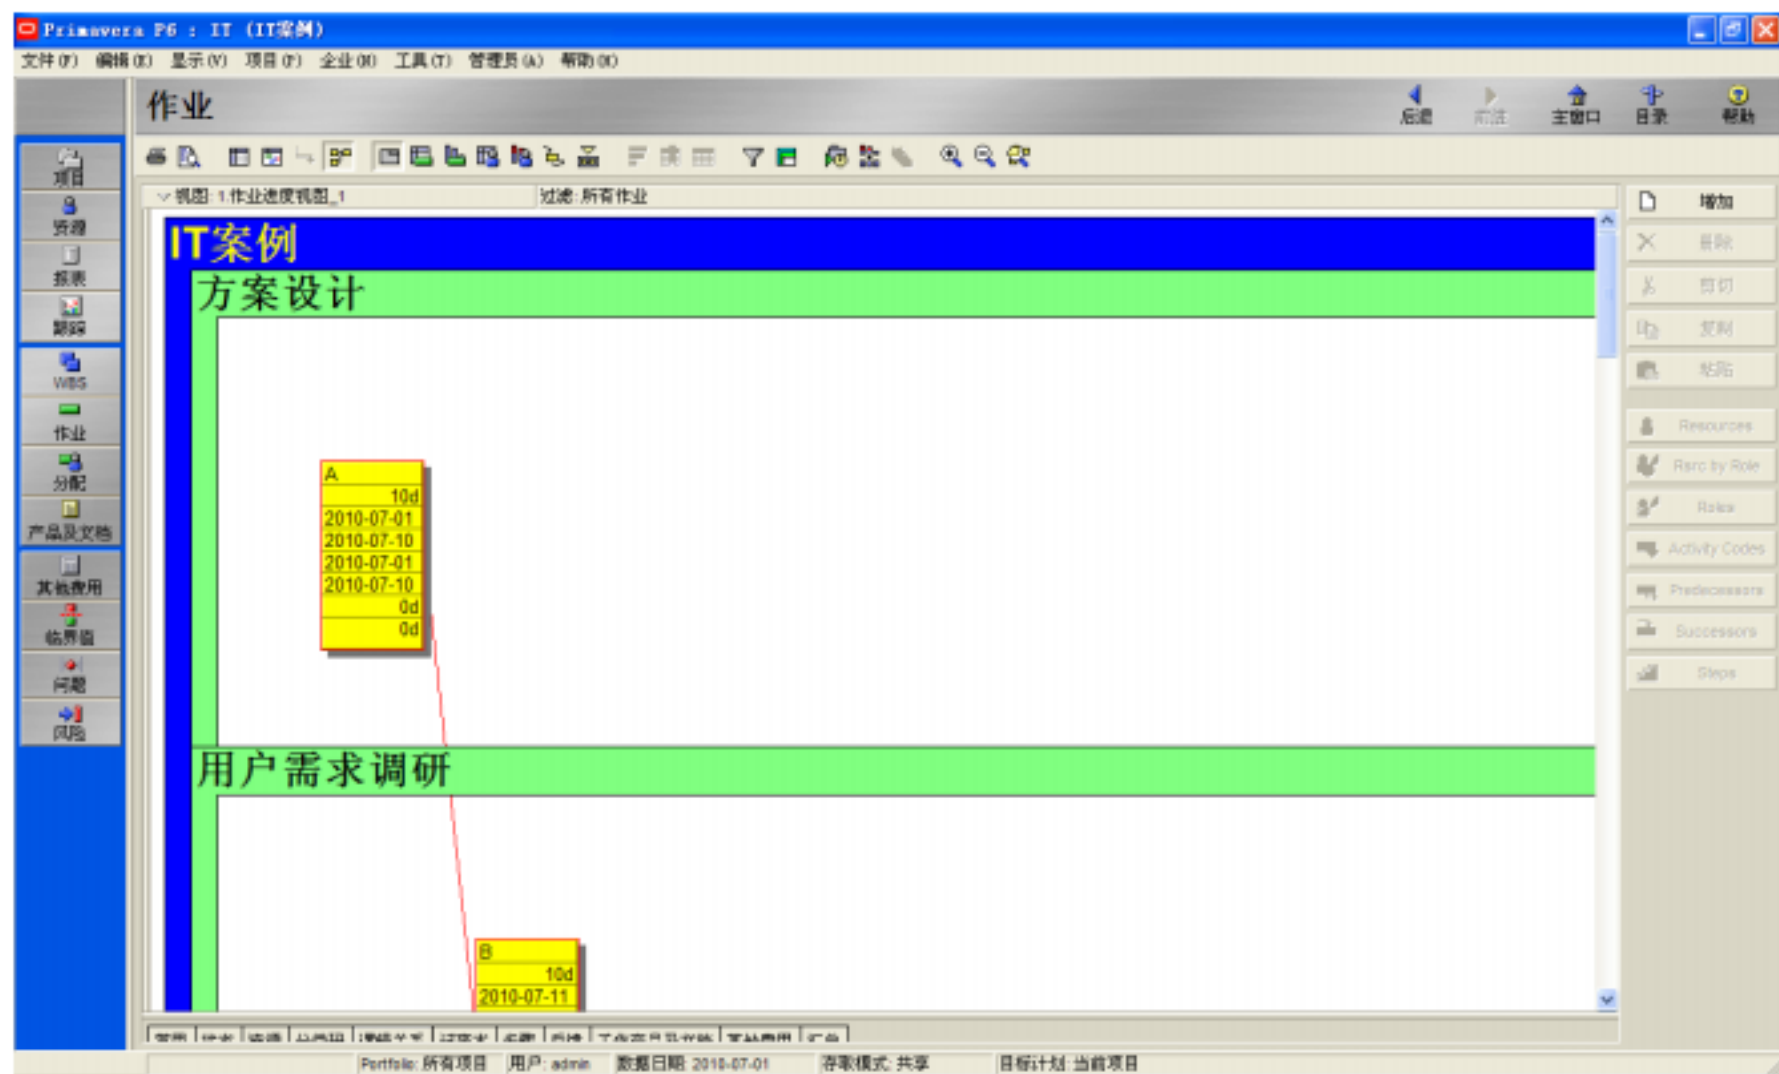 Primavera P6 : IT (IT案例)
文件(F) 编辑(E) 显示(V) 项目(P) 企业(N) 工具(T) 管理员(A) 帮助(H)
作业
后退 前进 主窗口 目录 帮助
视图: 1.作业进度视图_1 过滤: 所有作业
项目
资源
报表
跟踪
WBS
作业
分配
产品及文档
其他费用
临界值
问题
风险
IT案例
方案设计
A
10d
2010-07-01
2010-07-10
2010-07-01
2010-07-10
0d
0d
用户需求调研
B
10d
2010-07-11
增加
删除
剪切
复制
粘贴
Resources
Rsrc by Role
Roles
Activity Codes
Predecessors
Successors
Steps
Portfolio: 所有项目 用户: admin 数据日期: 2010-07-01 存取模式: 共享 目标计划: 当前项目